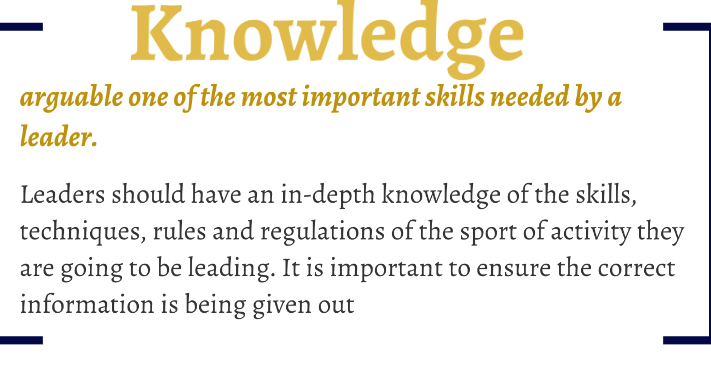 Knowledge
arguable one of the most important skills needed by a
leader.
Leaders should have an in-depth knowledge of the skills,
techniques, rules and regulations of the sport of activity they
are going to be leading. It is important to ensure the correct
information is being given out